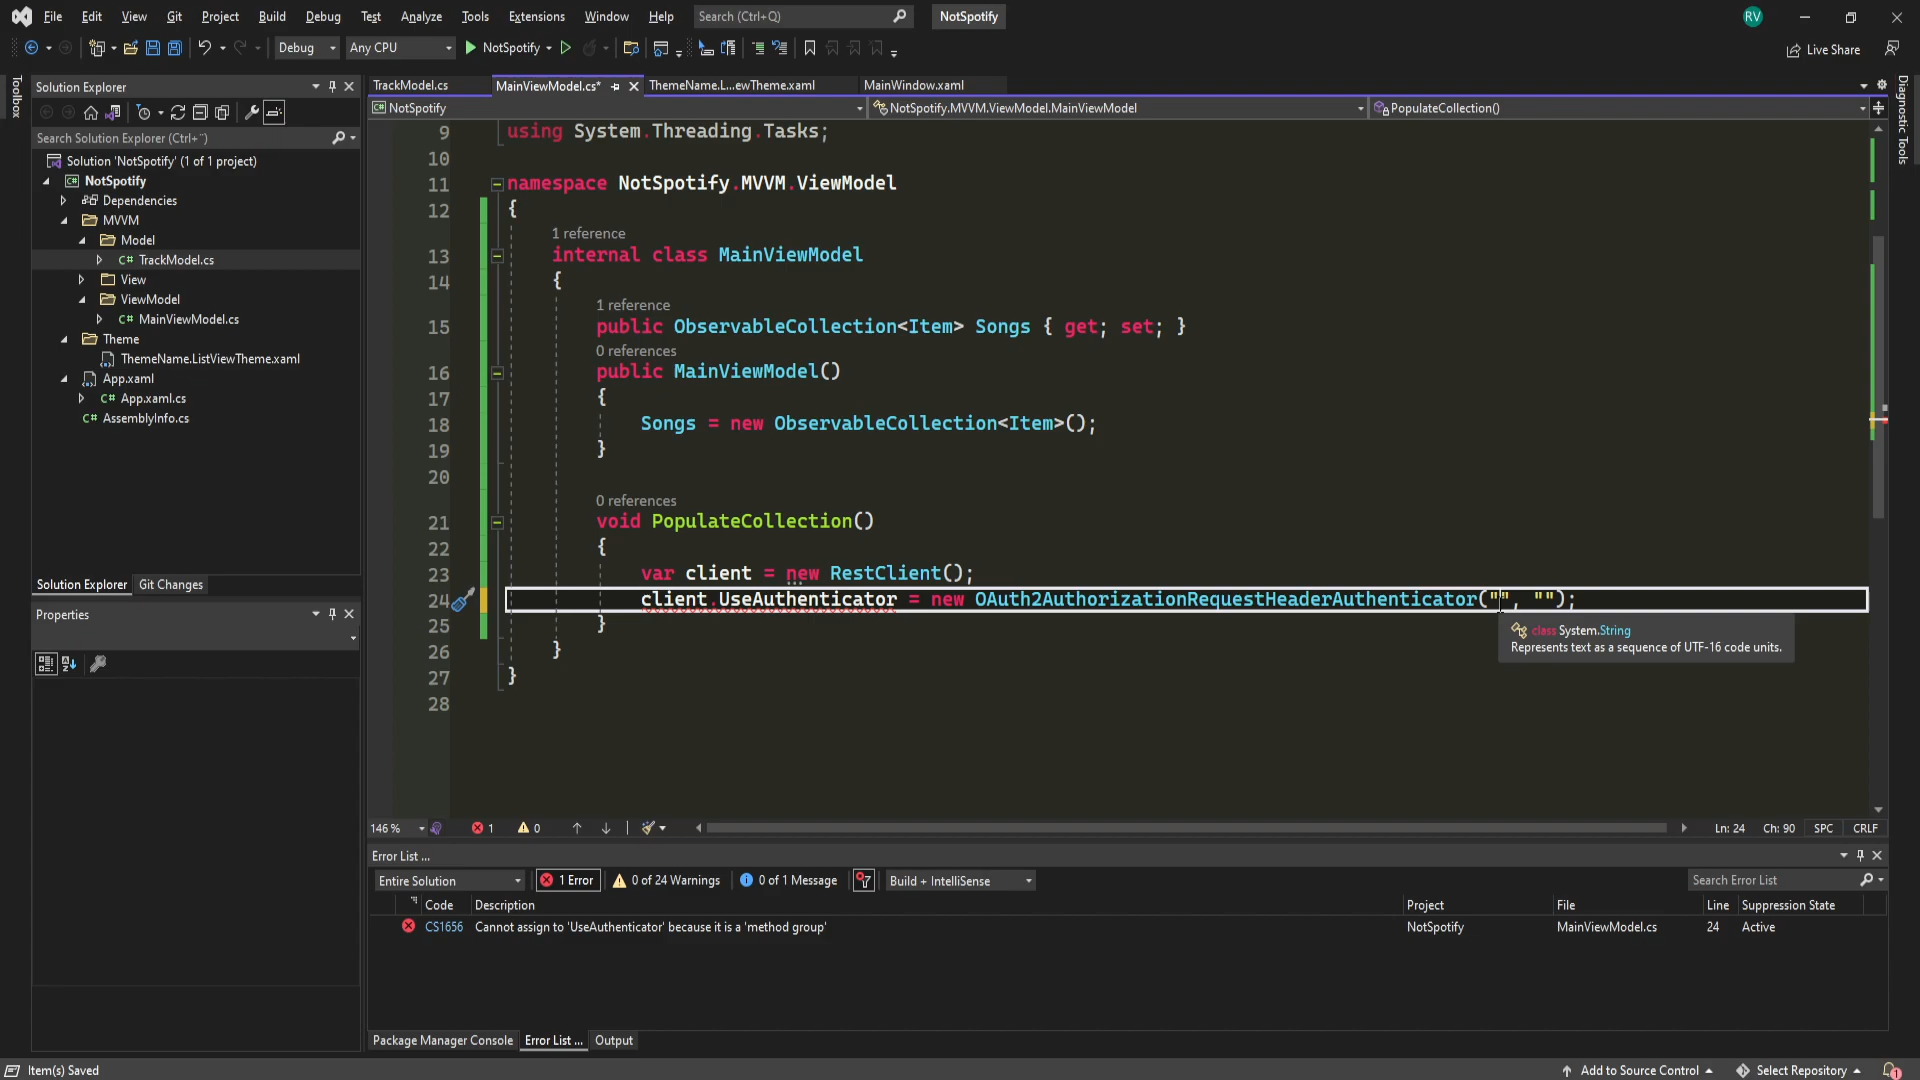 File Edit View Git Project Build Debug Test Analyze Tools Extensions Window Help Search (Ctrl+Q) NotSpotify RV
Debug Any CPU NotSpotify Live Share
Toolbox
Solution Explorer
Search Solution Explorer (Ctrl+¨)
Solution 'NotSpotify' (1 of 1 project)
NotSpotify
Dependencies
MVVM
Model
TrackModel.cs
View
ViewModel
MainViewModel.cs
Theme
ThemeName.ListViewTheme.xaml
App.xaml
App.xaml.cs
AssemblyInfo.cs
Solution Explorer Git Changes
Properties
TrackModel.cs MainViewModel.cs* ThemeName.L...ewTheme.xaml MainWindow.xaml
NotSpotify NotSpotify.MVVM.ViewModel.MainViewModel PopulateCollection()
9 using System.Threading.Tasks;
10
11 namespace NotSpotify.MVVM.ViewModel
12 {
1 reference
13 internal class MainViewModel
14 {
1 reference
15 public ObservableCollection<Item> Songs { get; set; }
0 references
16 public MainViewModel()
17 {
18 Songs = new ObservableCollection<Item>();
19 }
20
0 references
21 void PopulateCollection()
22 {
23 var client = new RestClient();
24 client.UseAuthenticator = new OAuth2AuthorizationRequestHeaderAuthenticator("", "");
25 }
26 }
27 }
28
class System.String
Represents text as a sequence of UTF-16 code units.
146 % 1 0 Ln: 24 Ch: 90 SPC CRLF
Error List ...
Entire Solution 1 Error 0 of 24 Warnings 0 of 1 Message Build + IntelliSense Search Error List
Code Description Project File Line Suppression State
CS1656 Cannot assign to 'UseAuthenticator' because it is a 'method group' NotSpotify MainViewModel.cs 24 Active
Package Manager Console Error List ... Output
Item(s) Saved Add to Source Control Select Repository 1
Diagnostic Tools